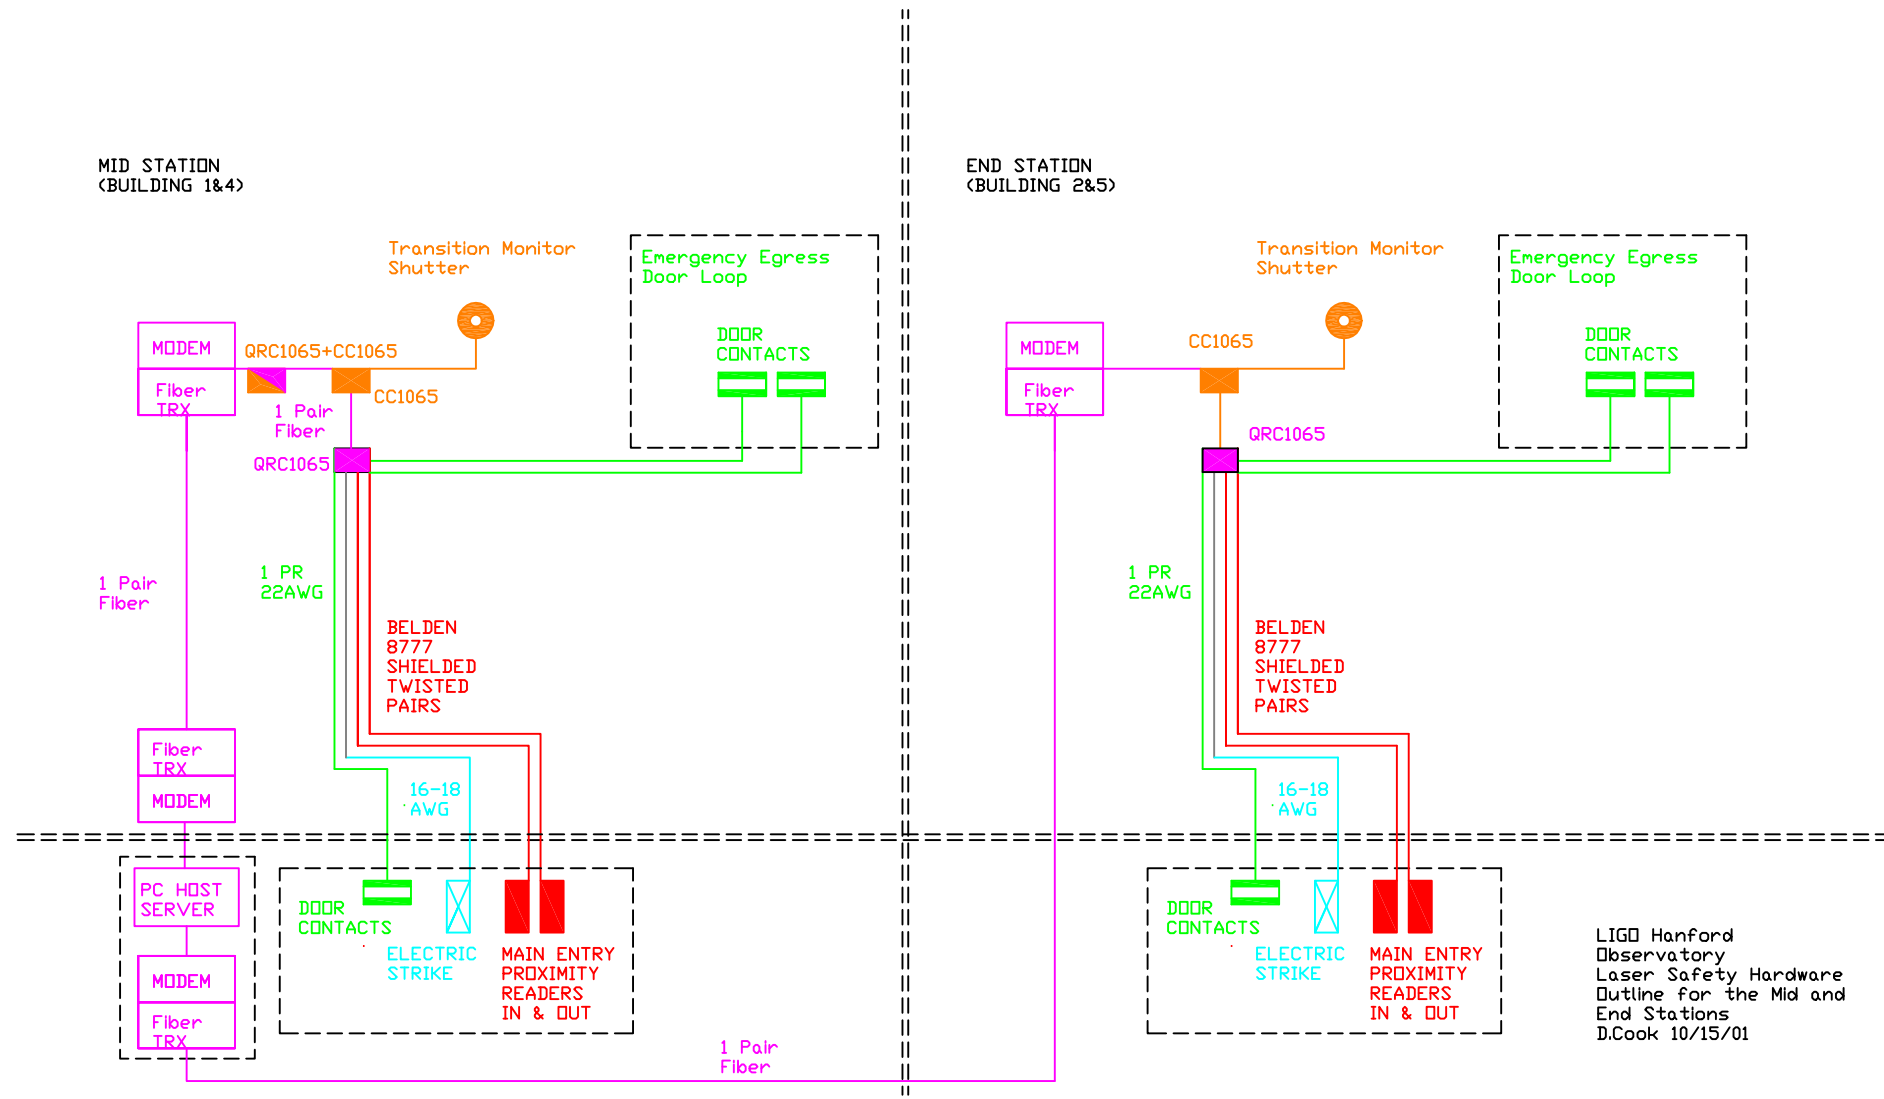 MID STATION
(BUILDING 1&4)
Transition Monitor
Shutter
Emergency Egress
Door Loop
DOOR
CONTACTS
MODEM
Fiber
TRX
QRC1065+CC1065
CC1065
1 Pair
Fiber
QRC1065
1 Pair
Fiber
1 PR
22AWG
BELDEN
8777
SHIELDED
TWISTED
PAIRS
Fiber
TRX
MODEM
16-18
AWG
PC HOST
SERVER
MODEM
Fiber
TRX
DOOR
CONTACTS
ELECTRIC
STRIKE
MAIN ENTRY
PROXIMITY
READERS
IN & OUT
1 Pair
Fiber
END STATION
(BUILDING 2&5)
Transition Monitor
Shutter
Emergency Egress
Door Loop
DOOR
CONTACTS
MODEM
Fiber
TRX
CC1065
QRC1065
1 PR
22AWG
BELDEN
8777
SHIELDED
TWISTED
PAIRS
16-18
AWG
DOOR
CONTACTS
ELECTRIC
STRIKE
MAIN ENTRY
PROXIMITY
READERS
IN & OUT
LIGO Hanford
Observatory
Laser Safety Hardware
Outline for the Mid and
End Stations
D.Cook 10/15/01